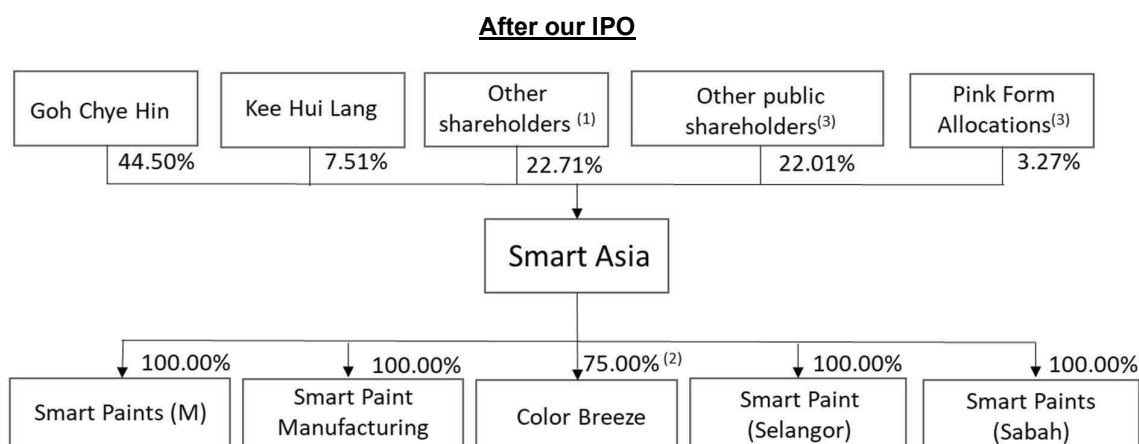 After our IPO
Goh Chye Hin
Kee Hui Lang
Other
shareholders (1)
Other public
shareholders(3)
Pink Form
Allocations(3)
44.50%
7.51%
22.71%
22.01%
3.27%
Smart Asia
100.00%
100.00%
75.00% (2)
100.00%
100.00%
Smart Paints (M)
Smart Paint
Manufacturing
Color Breeze
Smart Paint
(Selangor)
Smart Paints
(Sabah)